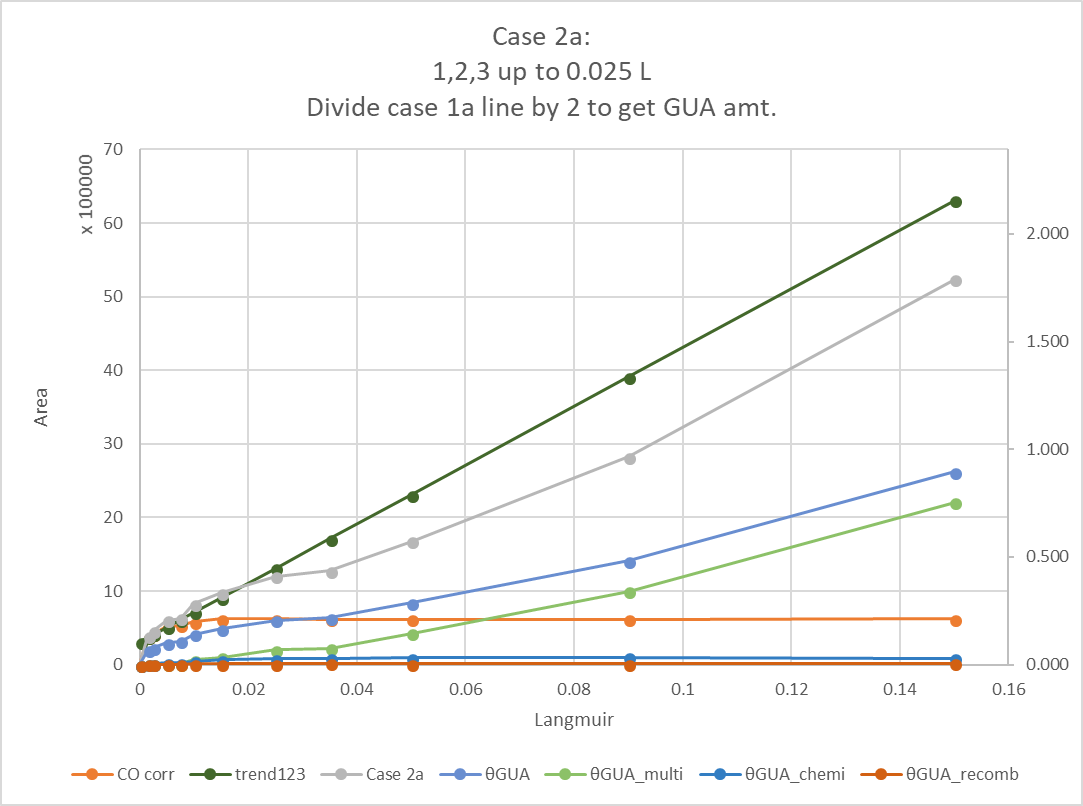 Case 2a:
1,2,3 up to 0.025 L
Divide case 1a line by 2 to get GUA amt.
x 100000
Area
70
60
50
40
30
20
10
0
2.000
1.500
1.000
0.500
0.000
0 0.02 0.04 0.06 0.08 0.1 0.12 0.14 0.16
Langmuir
CO corr trend123 Case 2a θGUA θGUA_multi θGUA_chemi θGUA_recomb